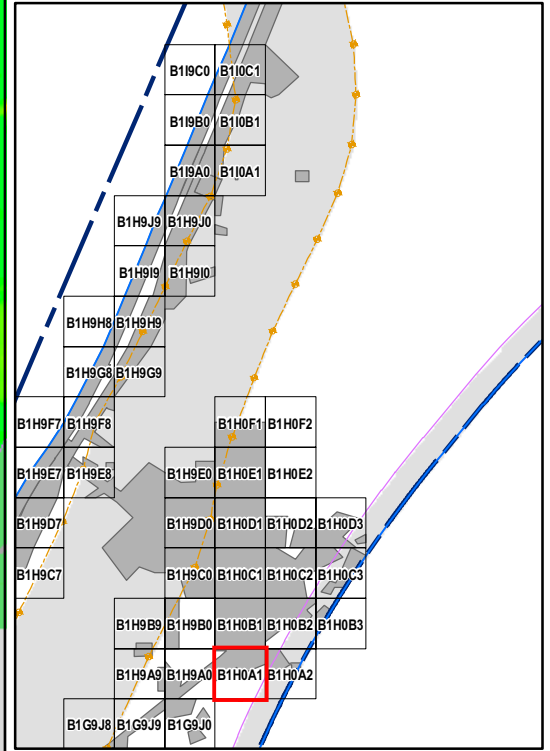 B1I9C0 B1I0C1
B1I9B0 B1I0B1
B1I9A0 B1I0A1
B1H9J9 B1H9J0
B1H9I9 B1H9I0
B1H9H8 B1H9H9
B1H9G8 B1H9G9
B1H9F7 B1H9F8 B1H0F1 B1H0F2
B1H9E7 B1H9E8 B1H9E0 B1H0E1 B1H0E2
B1H9D7 B1H9D0 B1H0D1 B1H0D2 B1H0D3
B1H9C7 B1H9C0 B1H0C1 B1H0C2 B1H0C3
B1H9B9 B1H9B0 B1H0B1 B1H0B2 B1H0B3
B1H9A9 B1H9A0 B1H0A1 B1H0A2
B1G9J8 B1G9J9 B1G9J0